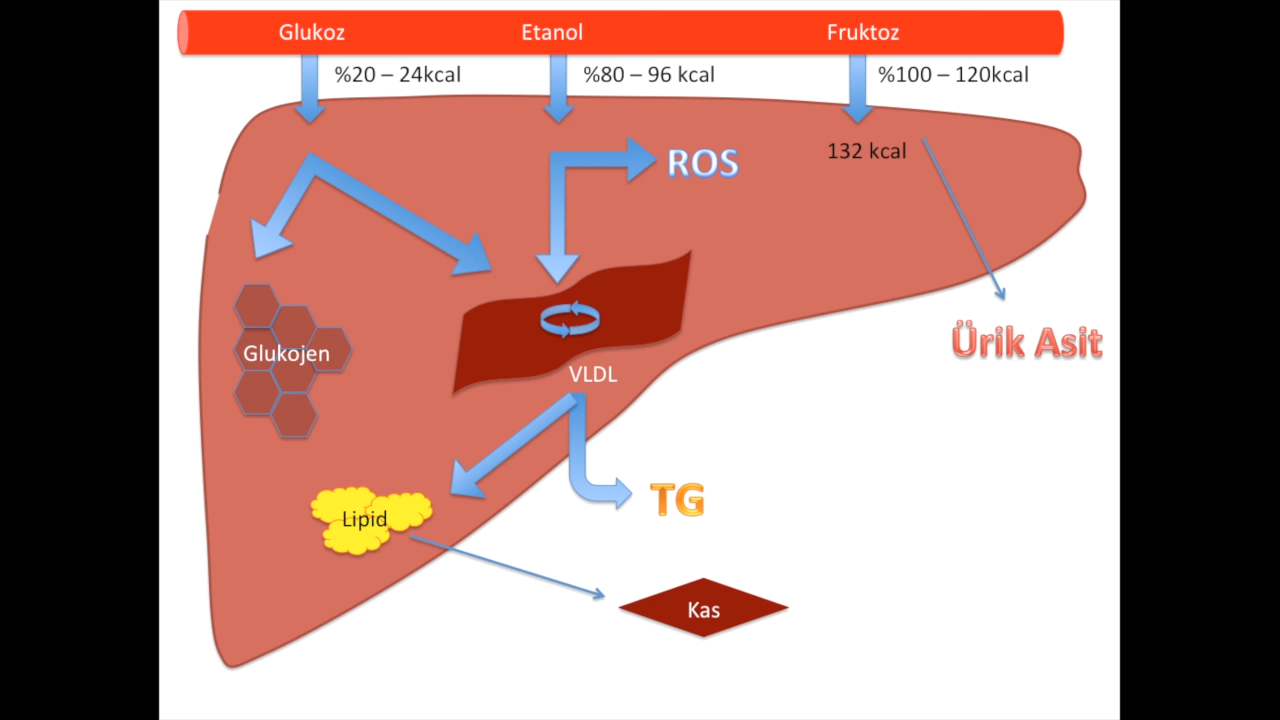 Glukoz
Etanol
Fruktoz
%20 – 24kcal
%80 – 96 kcal
%100 – 120kcal
132 kcal
ROS
Ürik Asit
Glukojen
VLDL
TG
Lipid
Kas